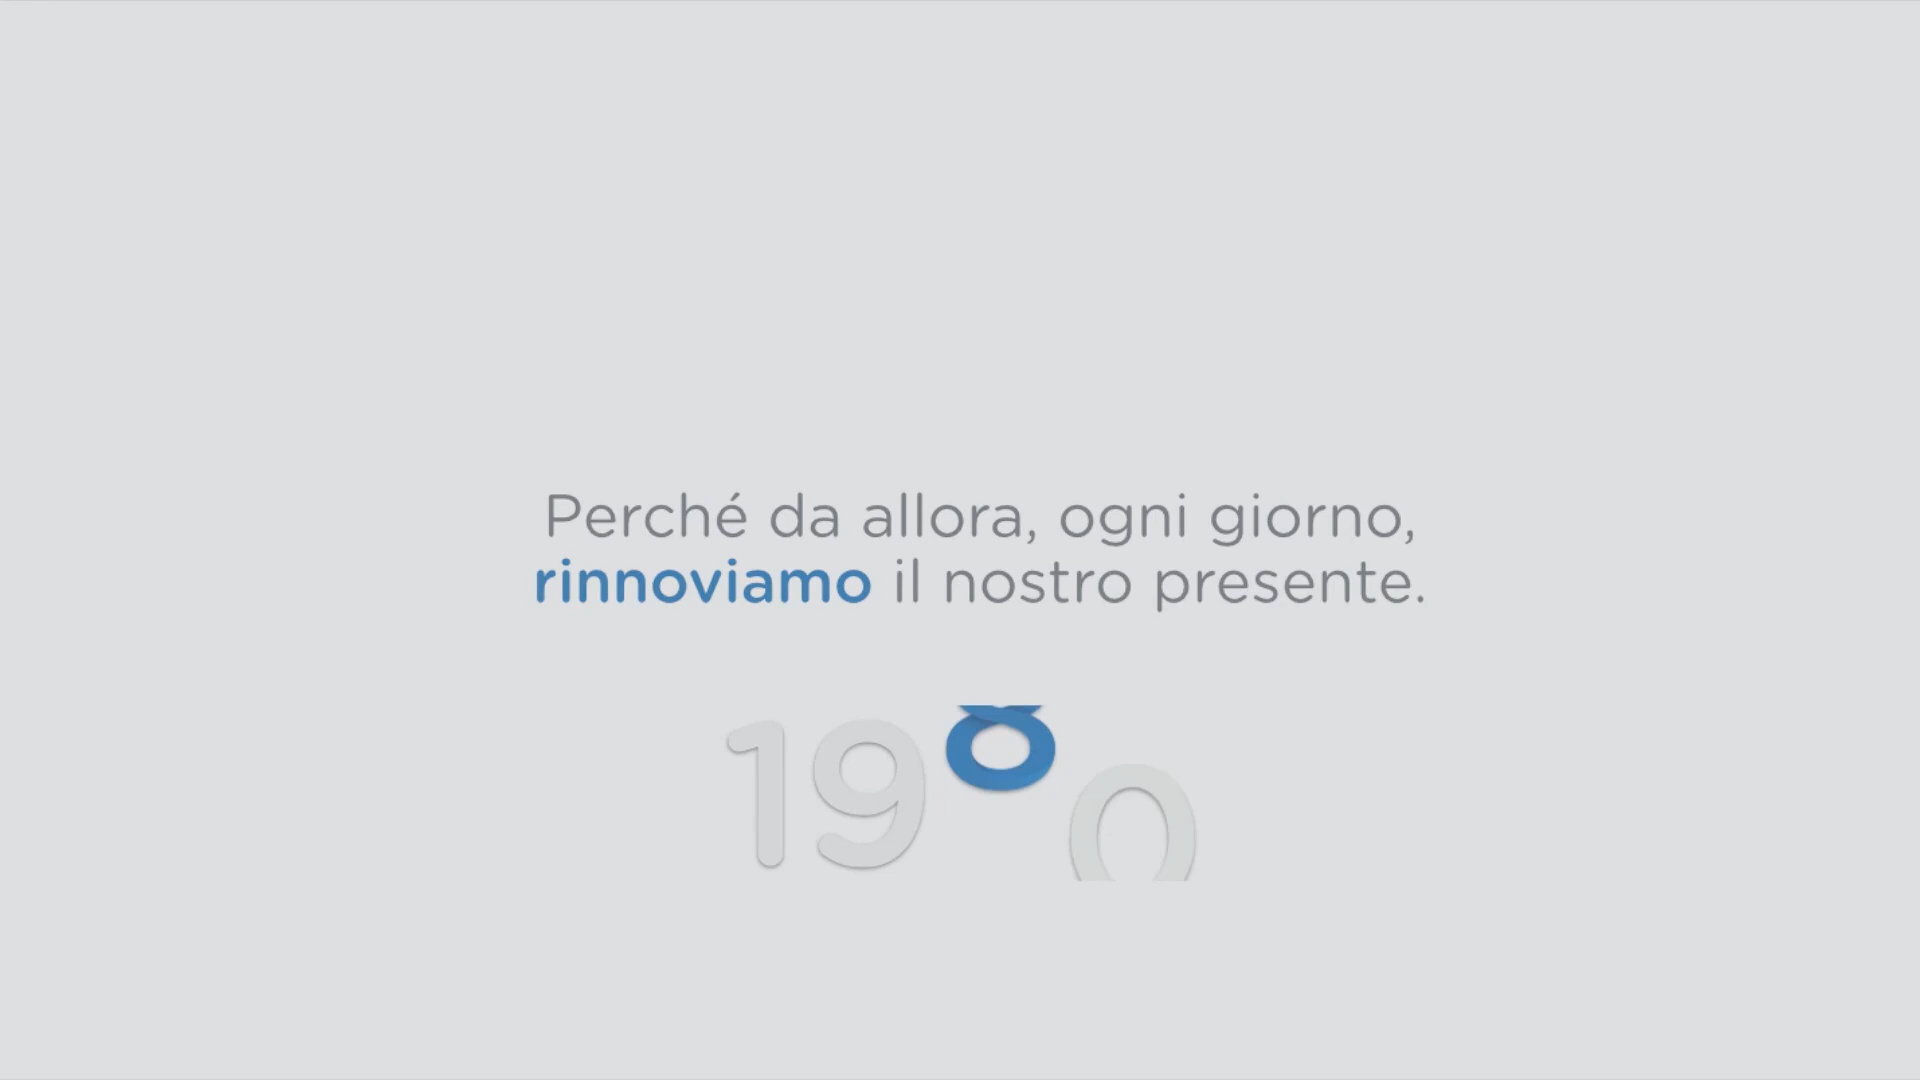 Perché da allora, ogni giorno,
rinnoviamo il nostro presente.
1980